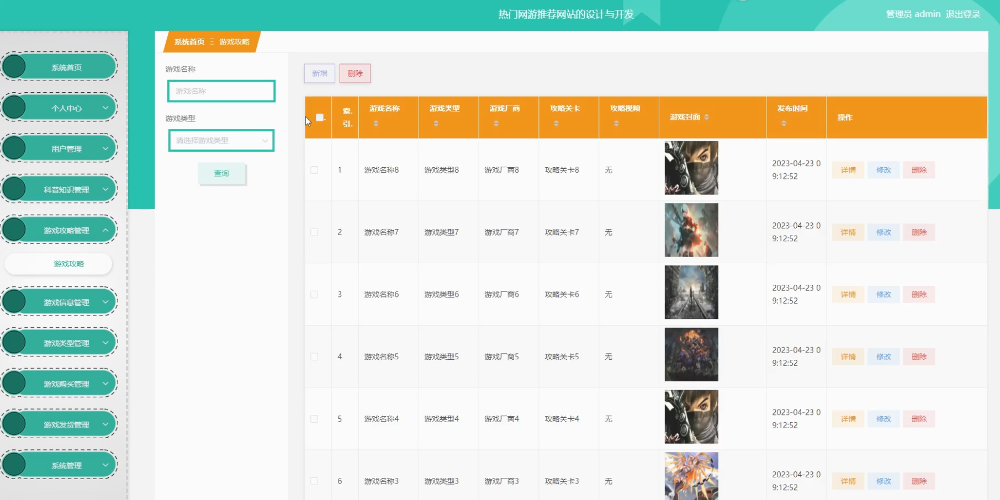 热门网游推荐网站的设计与开发
管理员 admin 退出登录
系统首页
个人中心
用户管理
科普知识管理
游戏攻略管理
游戏攻略
游戏信息管理
游戏类型管理
游戏购买管理
游戏发货管理
系统管理
系统首页 三 游戏攻略
游戏名称
游戏名称
游戏类型
请选择游戏类型
查询
新增 删除
索. 游戏名称 游戏类型 游戏厂商 攻略关卡 攻略视频 游戏封面 发布时间 操作
引.
1 游戏名称8 游戏类型8 游戏厂商8 攻略关卡8 无 2023-04-23 0 详情 修改 删除
9:12:52
2 游戏名称7 游戏类型7 游戏厂商7 攻略关卡7 无 2023-04-23 0 详情 修改 删除
9:12:52
3 游戏名称6 游戏类型6 游戏厂商6 攻略关卡6 无 2023-04-23 0 详情 修改 删除
9:12:52
4 游戏名称5 游戏类型5 游戏厂商5 攻略关卡5 无 2023-04-23 0 详情 修改 删除
9:12:52
5 游戏名称4 游戏类型4 游戏厂商4 攻略关卡4 无 2023-04-23 0 详情 修改 删除
9:12:52
6 游戏名称3 游戏类型3 游戏厂商3 攻略关卡3 无 2023-04-23 0 详情 修改 删除
9:12:52